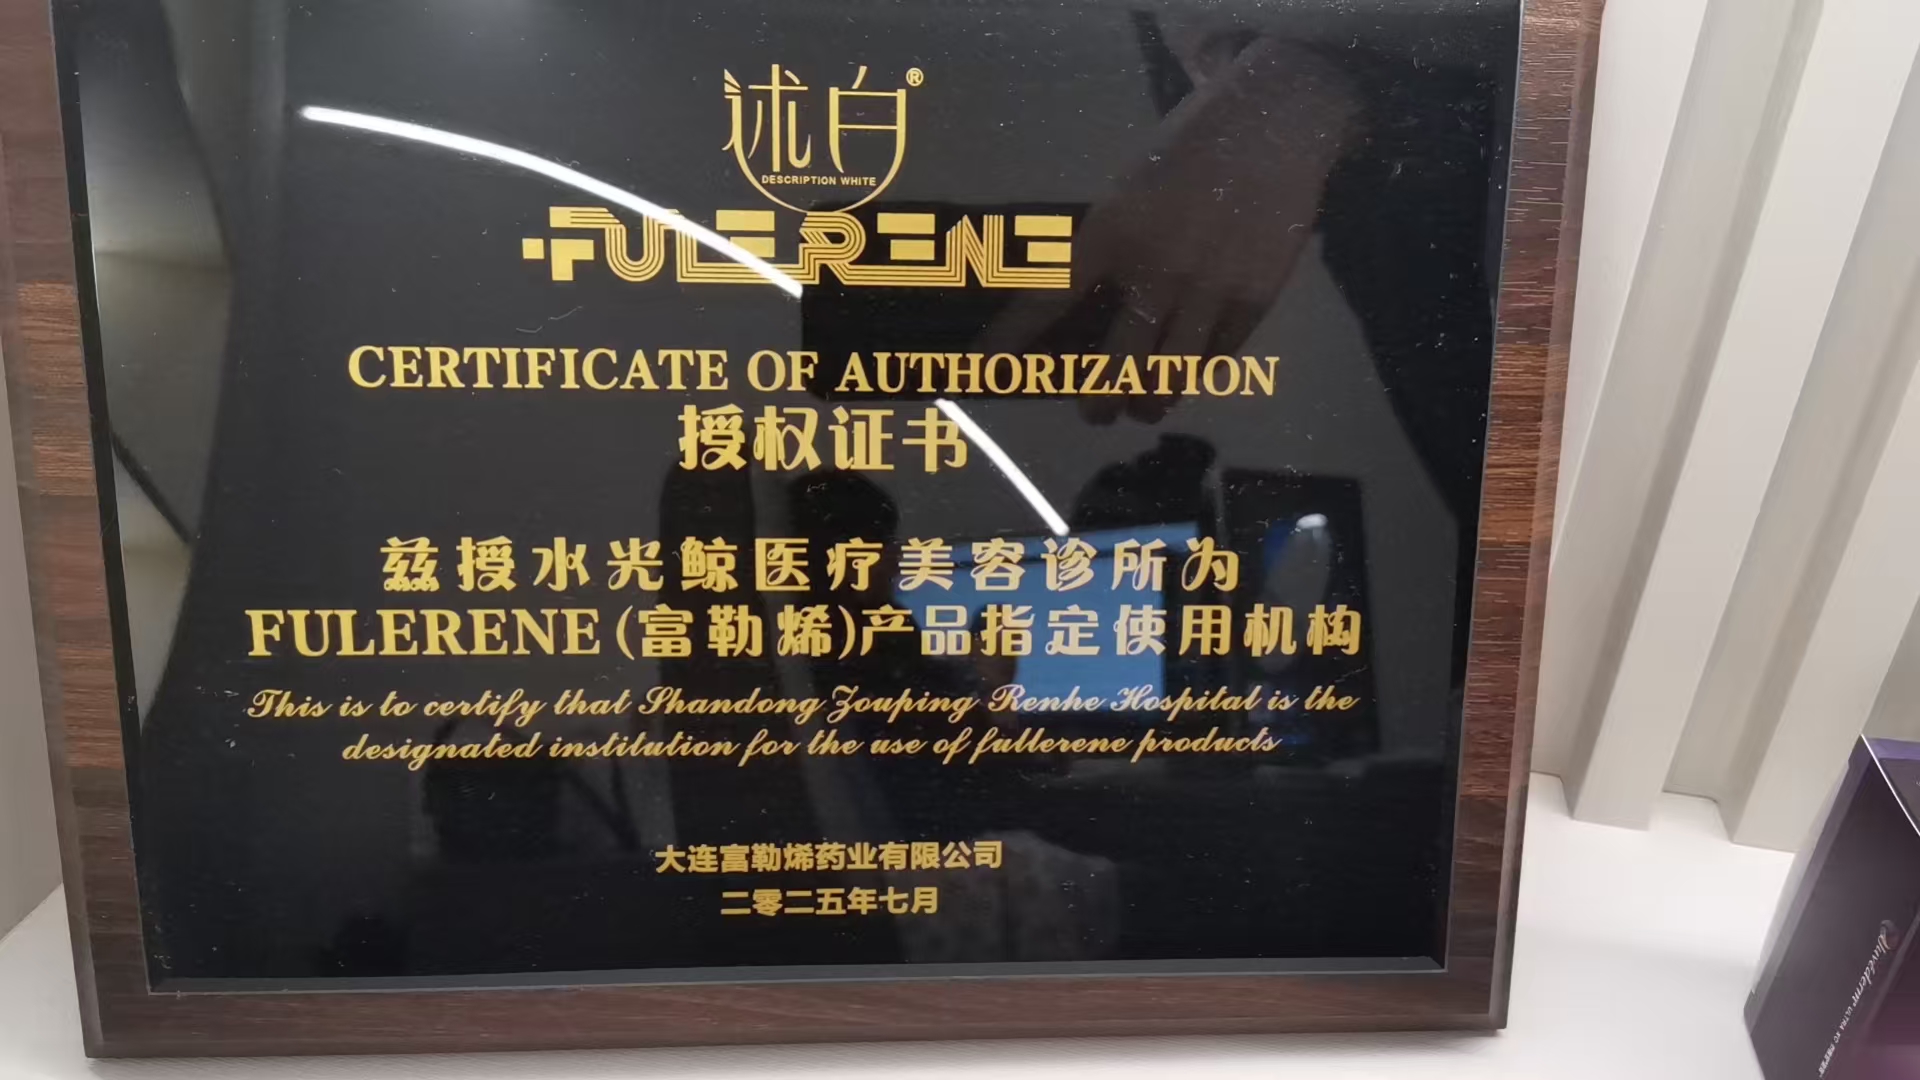 述白®
DESCRIPTION WHITE
FULERENE
CERTIFICATE OF AUTHORIZATION
授权证书
兹授水光鲸医疗美容诊所为
FULERENE(富勒烯)产品指定使用机构
This is to certify that Shandong Zouping Renhe Hospital is the
designated institution for the use of fullerene products
大连富勒烯药业有限公司
二零二五年七月
Juvéderm® ULTRA XC